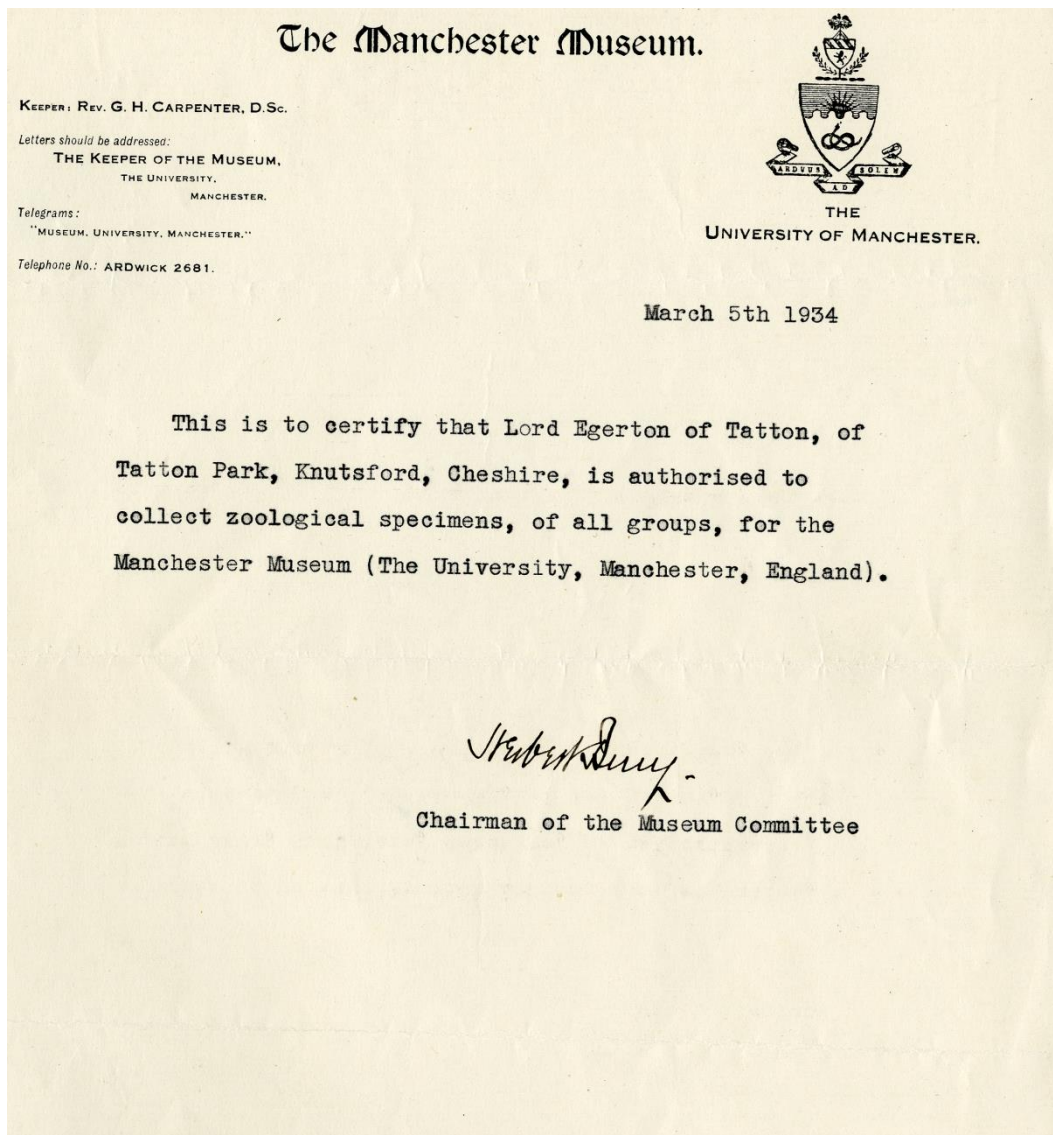 The Manchester Museum.
KEEPER: REV. G. H. CARPENTER, D.Sc.
Letters should be addressed:
THE KEEPER OF THE MUSEUM,
THE UNIVERSITY,
MANCHESTER.
Telegrams:
"MUSEUM, UNIVERSITY, MANCHESTER."
Telephone No.: ARDWICK 2681.
ARDVUS AD SOLEM
THE
UNIVERSITY OF MANCHESTER.
March 5th 1934
This is to certify that Lord Egerton of Tatton, of
Tatton Park, Knutsford, Cheshire, is authorised to
collect zoological specimens, of all groups, for the
Manchester Museum (The University, Manchester, England).
Chairman of the Museum Committee